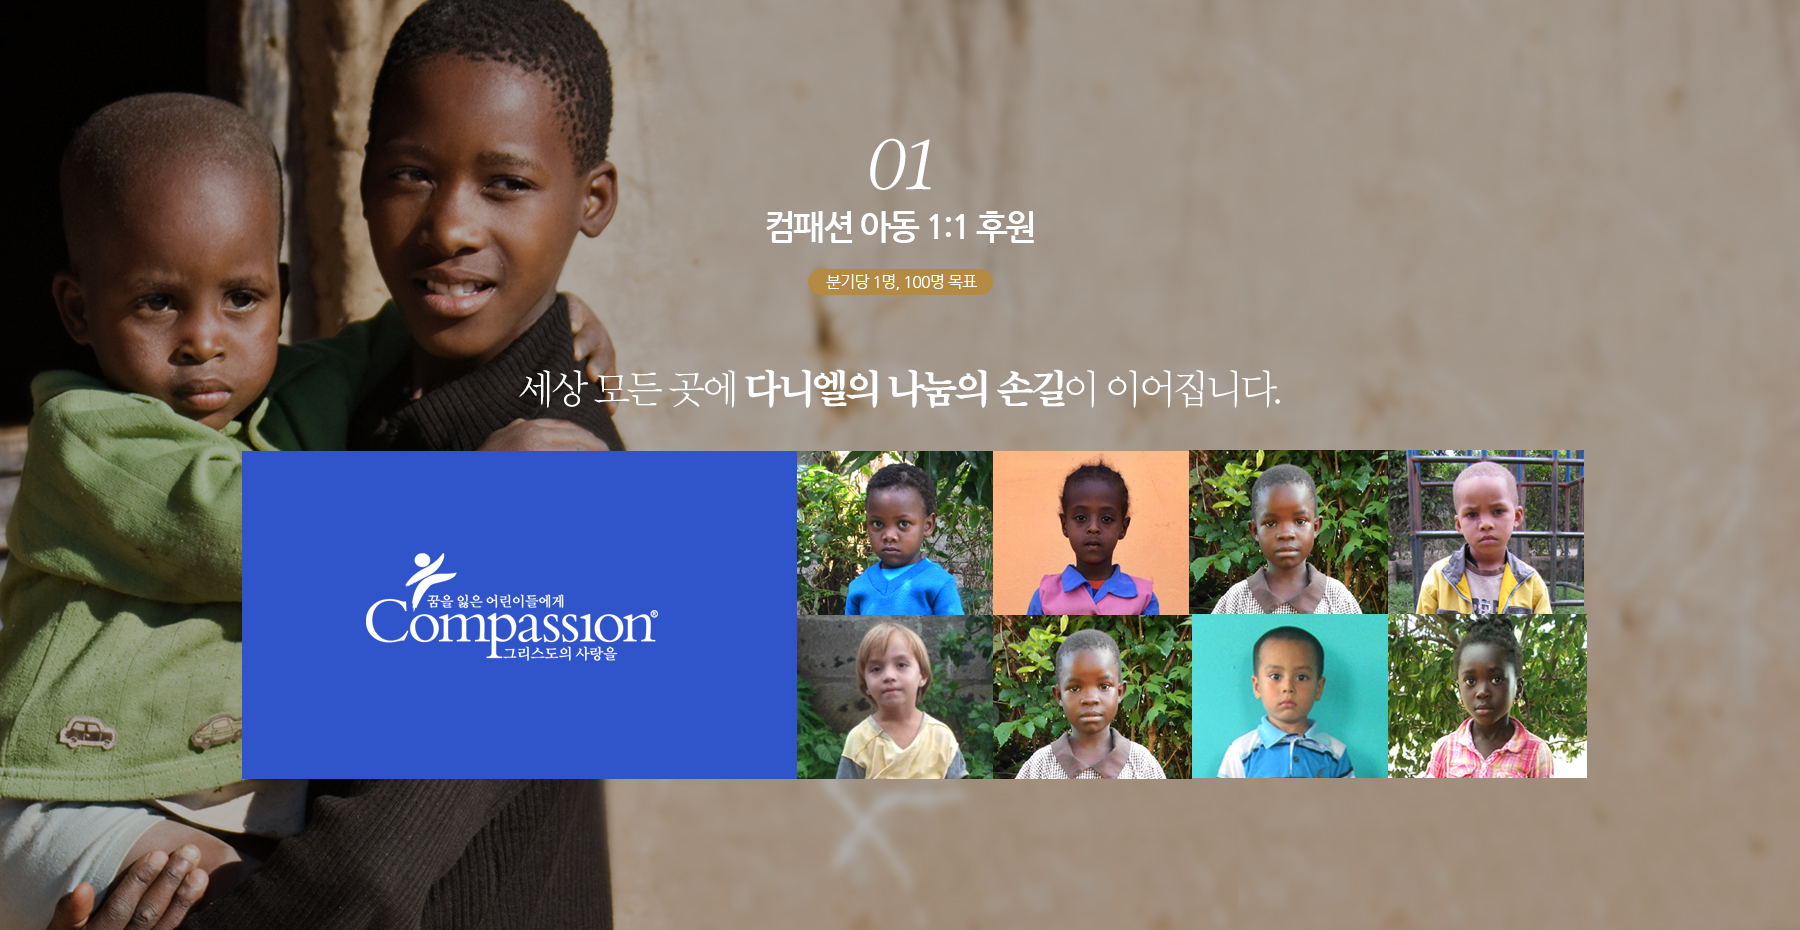 01
컴패션 아동 1:1 후원
분기당 1명, 100명 목표
세상 모든 곳에 다니엘의 나눔의 손길이 이어집니다.
꿈을 잃은 어린이들에게
Compassion®
그리스도의 사랑을